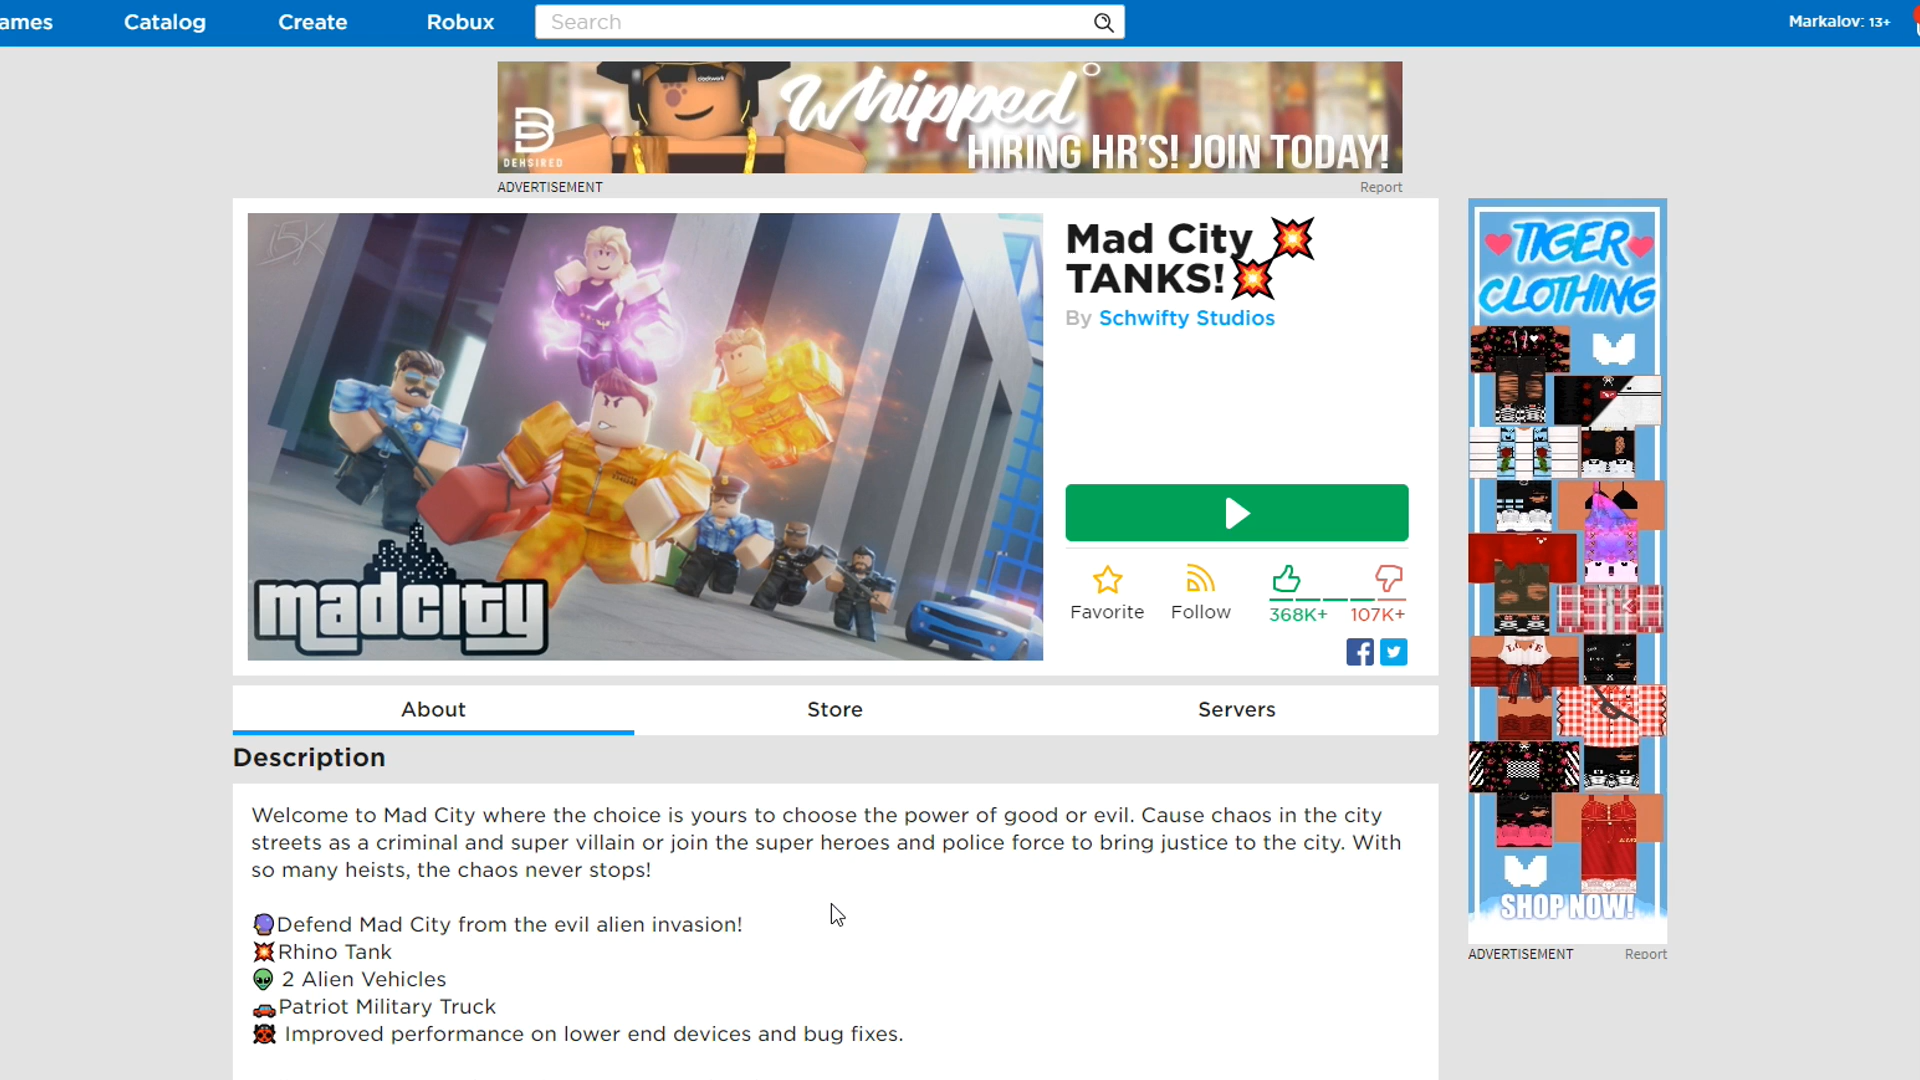 ames Catalog Create Robux Search Markalov: 13+
clockwork
Whipped
DEHSIRED
HIRING HR'S! JOIN TODAY!
ADVERTISEMENT Report
i5K
madcity
Mad City 💥
TANKS!💥
By Schwifty Studios
Favorite Follow 368K+ 107K+
About Store Servers
Description
Welcome to Mad City where the choice is yours to choose the power of good or evil. Cause chaos in the city
streets as a criminal and super villain or join the super heroes and police force to bring justice to the city. With
so many heists, the chaos never stops!
🔮Defend Mad City from the evil alien invasion!
💥Rhino Tank
👽 2 Alien Vehicles
🚗Patriot Military Truck
🐞 Improved performance on lower end devices and bug fixes.
TIGER
CLOTHING
LOVE
SHOP NOW!
ADVERTISEMENT Report